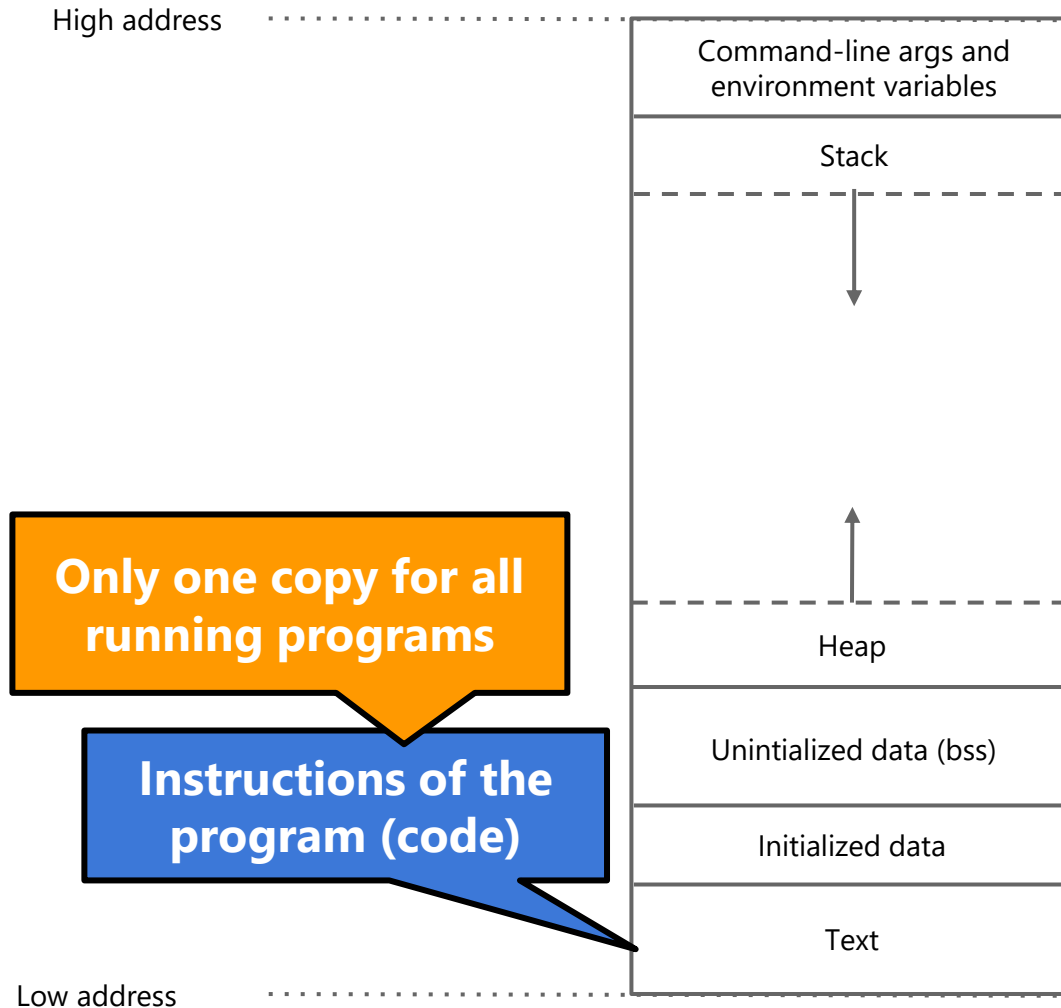 High address
Command-line args and
environment variables
Stack
Only one copy for all
running programs
Heap
Instructions of the
program (code)
Unintialized data (bss)
Initialized data
Text
Low address